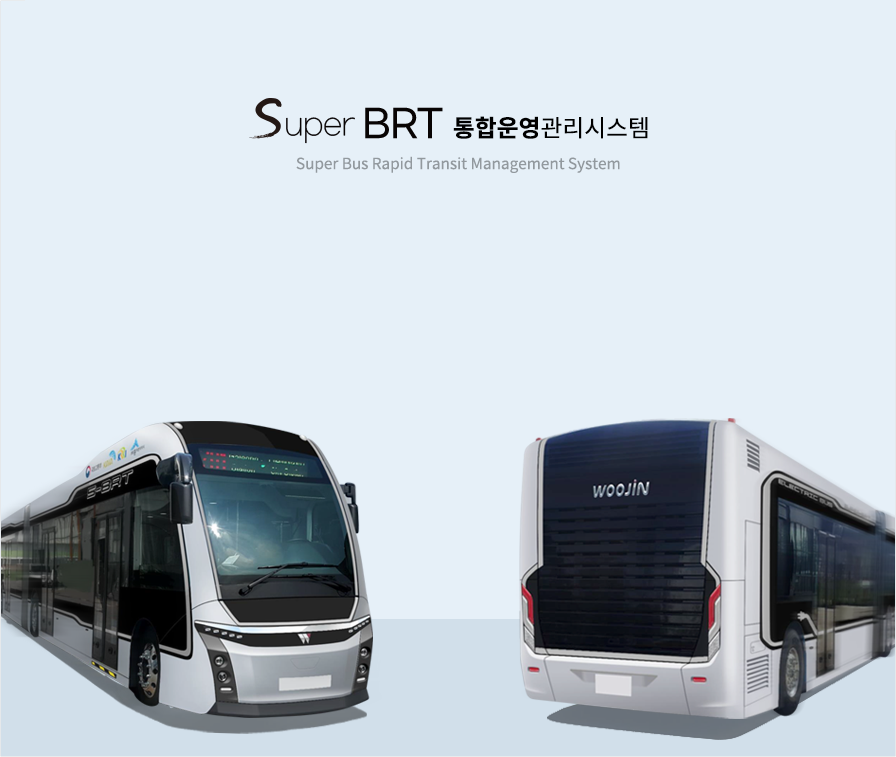 Super BRT 통합운영관리시스템
Super Bus Rapid Transit Management System
S-BRT
WOOJIN
ELECTRIC BUS